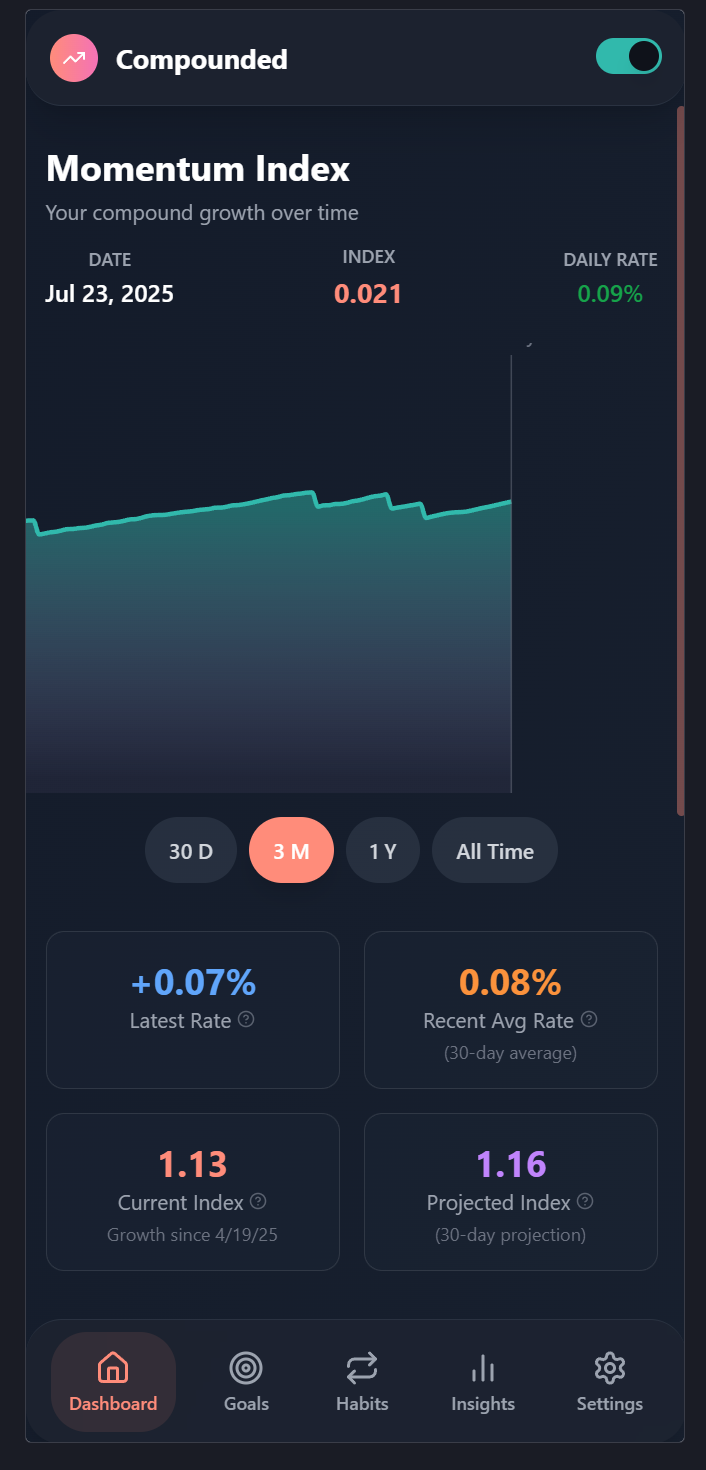 Compounded
Momentum Index
Your compound growth over time
DATE INDEX DAILY RATE
Jul 23, 2025 0.021 0.09%
30 D 3 M 1 Y All Time
+0.07% 0.08%
Latest Rate Recent Avg Rate
(30-day average)
1.13 1.16
Current Index Projected Index
Growth since 4/19/25 (30-day projection)
Dashboard Goals Habits Insights Settings